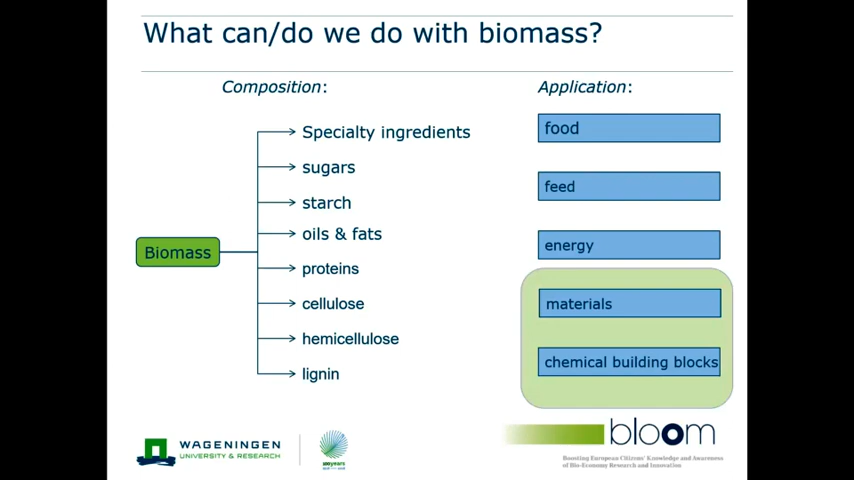 What can/do we do with biomass?
Composition:
Application:
Biomass
Specialty ingredients
sugars
starch
oils & fats
proteins
cellulose
hemicellulose
lignin
food
feed
energy
materials
chemical building blocks
WAGENINGEN
UNIVERSITY & RESEARCH
100years
bloom
Boosting European Citizens' Knowledge and Awareness
of Bio-Economy Research and Innovation